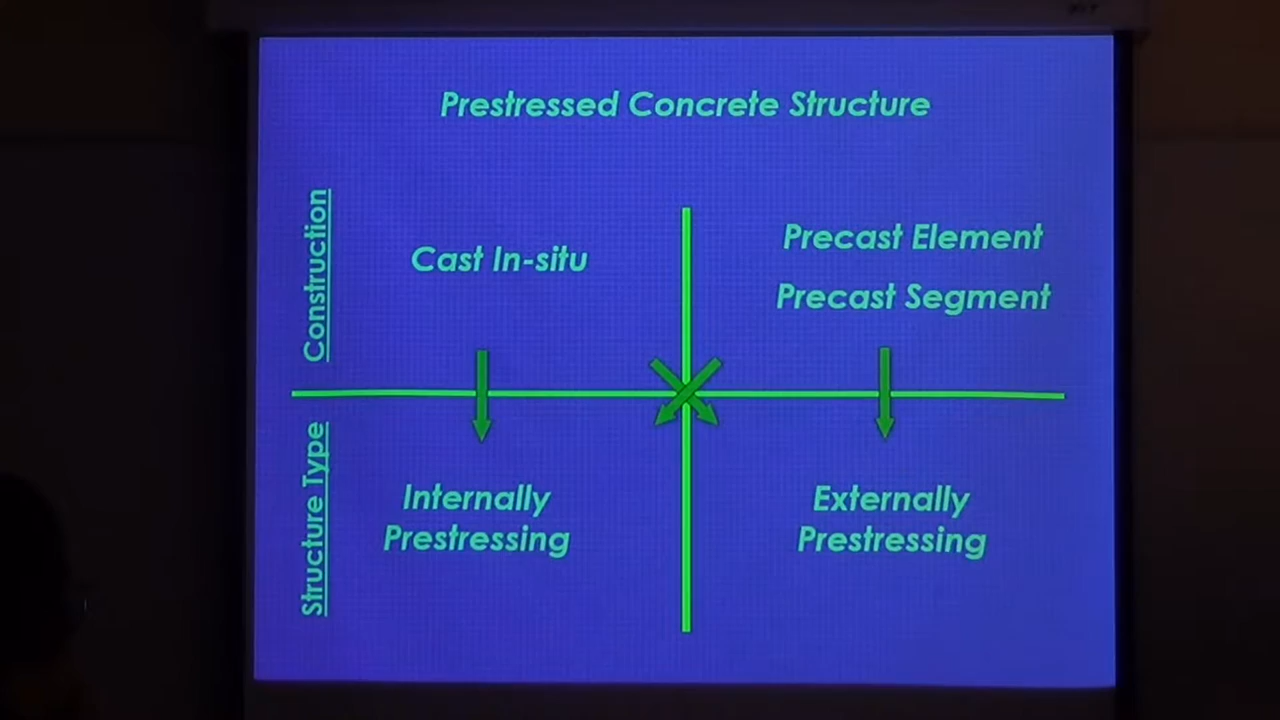 Prestressed Concrete Structure
Construction
Cast In-situ
Precast Element
Precast Segment
Structure Type
Internally
Prestressing
Externally
Prestressing